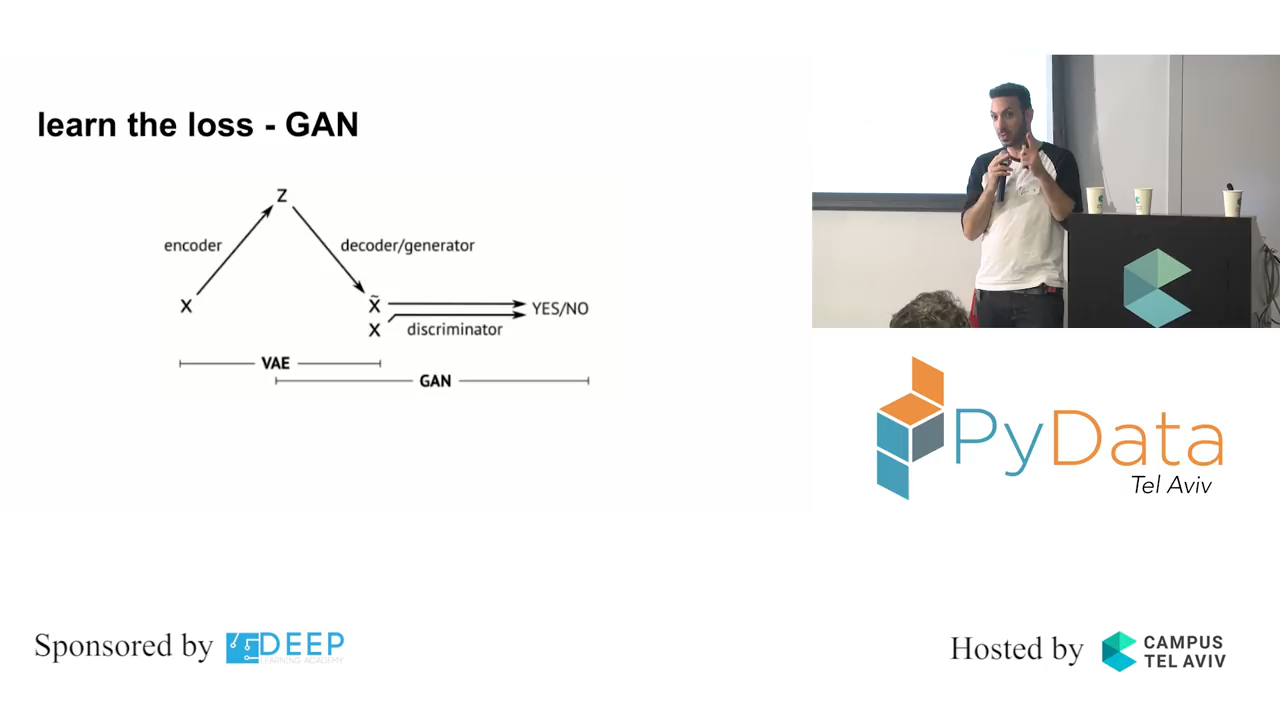 learn the loss - GAN
Z
encoder
decoder/generator
X
X̃
YES/NO
X
discriminator
VAE
GAN
PyData
Tel Aviv
Sponsored by
DEEP
LEARNING ACADEMY
Hosted by
CAMPUS
TEL AVIV